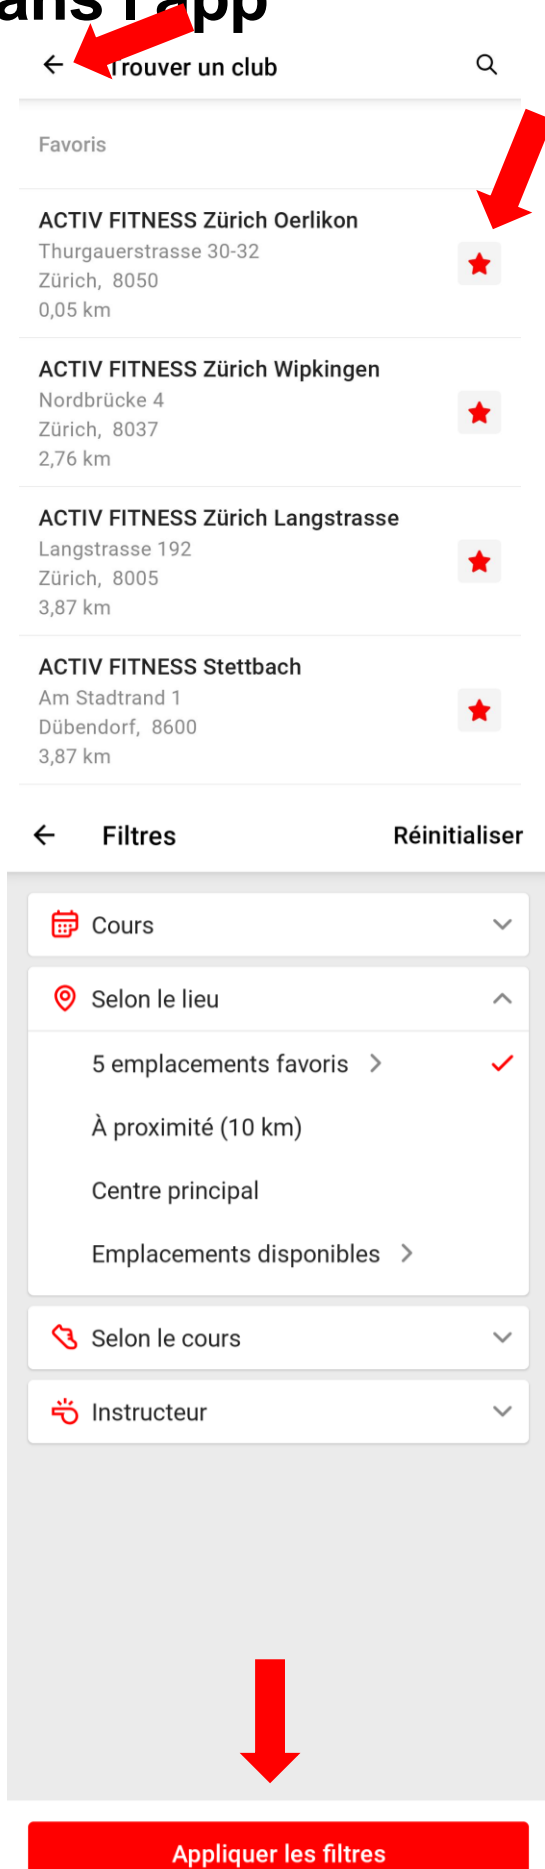 ans l'app
Trouver un club
Favoris
ACTIV FITNESS Zürich Oerlikon
Thurgauerstrasse 30-32
Zürich, 8050
0,05 km
ACTIV FITNESS Zürich Wipkingen
Nordbrücke 4
Zürich, 8037
2,76 km
ACTIV FITNESS Zürich Langstrasse
Langstrasse 192
Zürich, 8005
3,87 km
ACTIV FITNESS Stettbach
Am Stadtrand 1
Dübendorf, 8600
3,87 km
Filtres Réinitialiser
Cours
Selon le lieu
5 emplacements favoris
À proximité (10 km)
Centre principal
Emplacements disponibles
Selon le cours
Instructeur
Appliquer les filtres